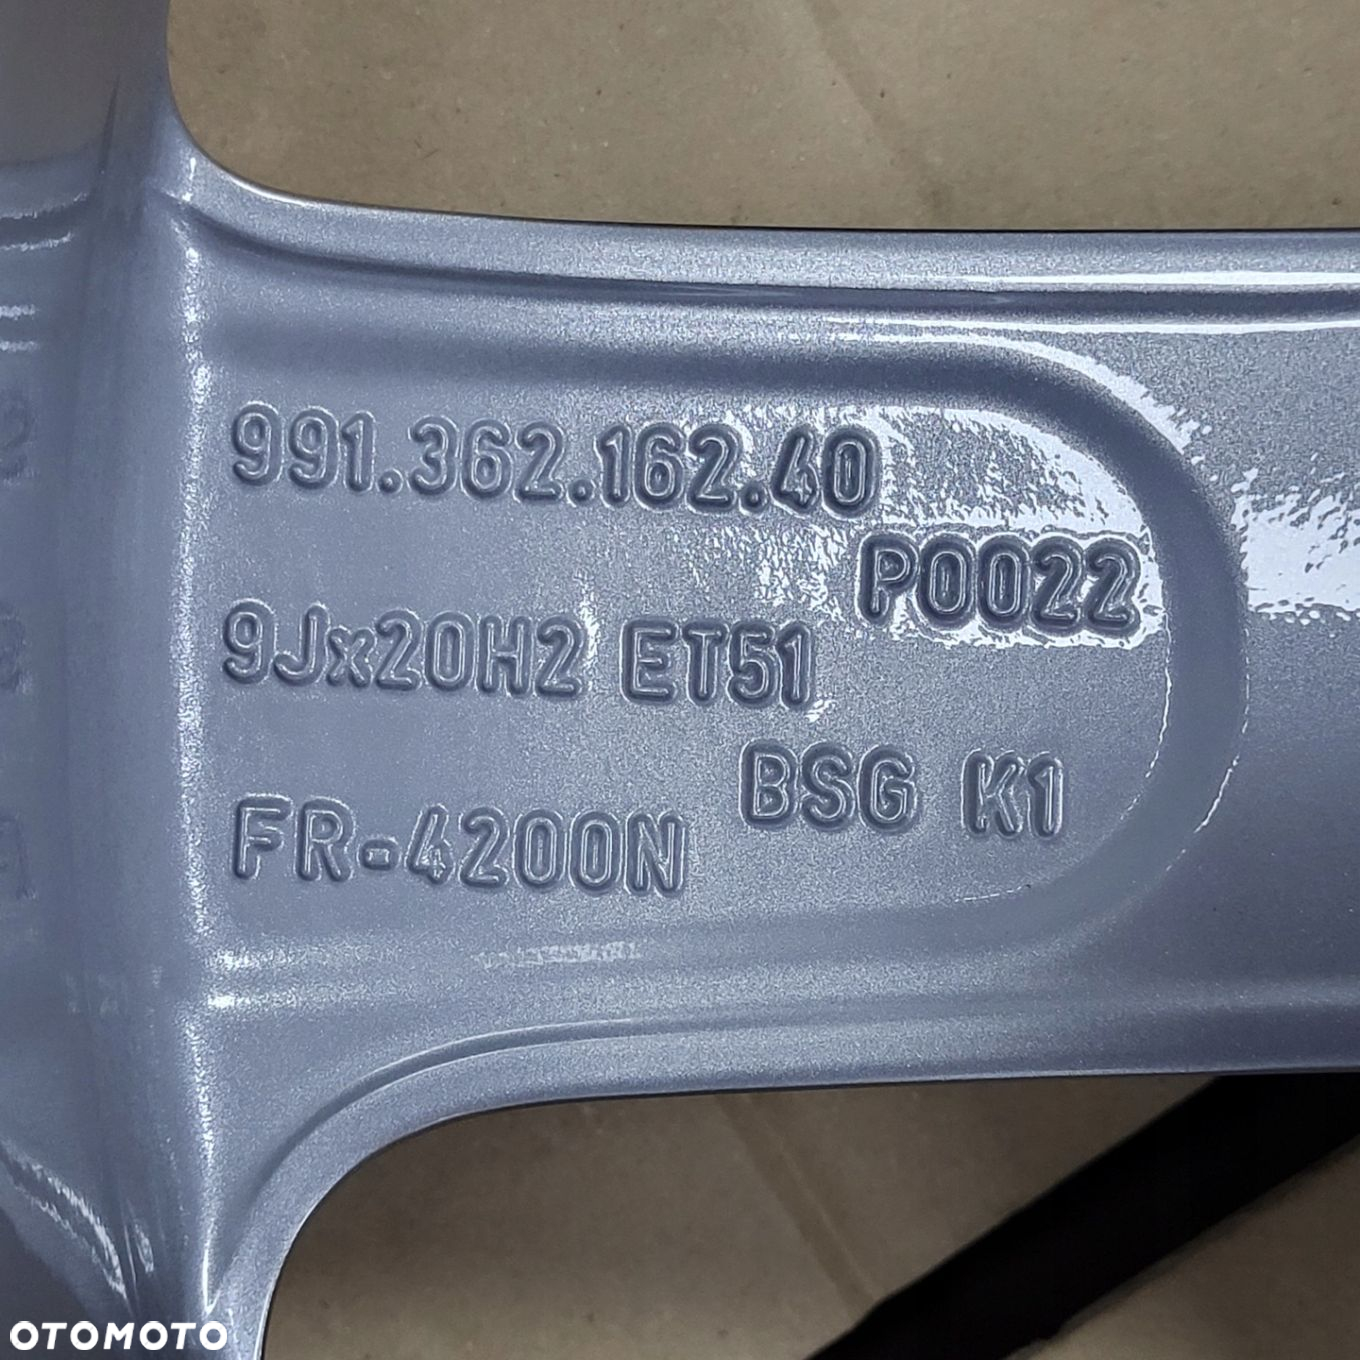 991.362.162.40
P0022
9Jx20H2 ET51
BSG K1
FR-4200N
OTOMOTO